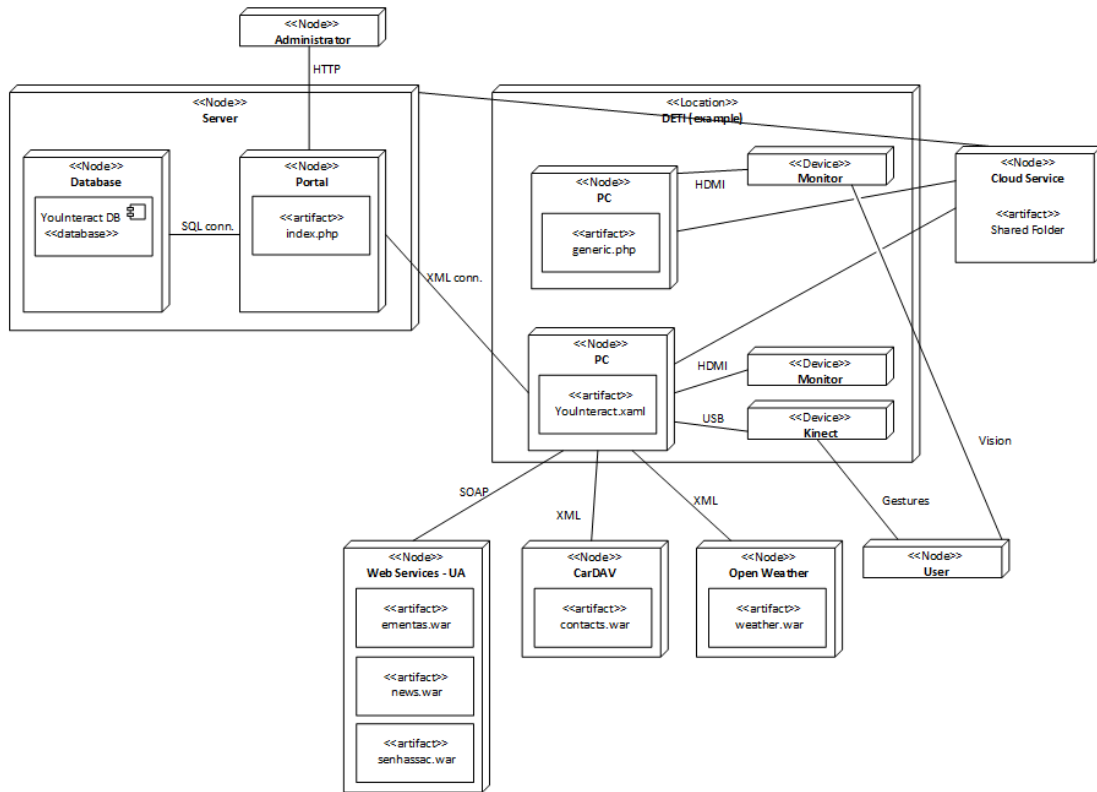 <<Node>>
Administrator
HTTP
<<Node>>
Server
<<Node>>
Database
YouInteract DB
<<database>>
SQL conn.
<<Node>>
Portal
<<artifact>>
index.php
XML conn.
<<Location>>
DETI (example)
<<Node>>
PC
<<artifact>>
generic.php
HDMI
<<Device>>
Monitor
<<Node>>
Cloud Service
<<artifact>>
Shared Folder
<<Node>>
PC
<<artifact>>
YouInteract.xaml
HDMI
<<Device>>
Monitor
USB
<<Device>>
Kinect
Vision
Gestures
SOAP
XML
XML
<<Node>>
Web Services - UA
<<artifact>>
ementas.war
<<artifact>>
news.war
<<artifact>>
senhassac.war
<<Node>>
CarDAV
<<artifact>>
contacts.war
<<Node>>
Open Weather
<<artifact>>
weather.war
<<Node>>
User